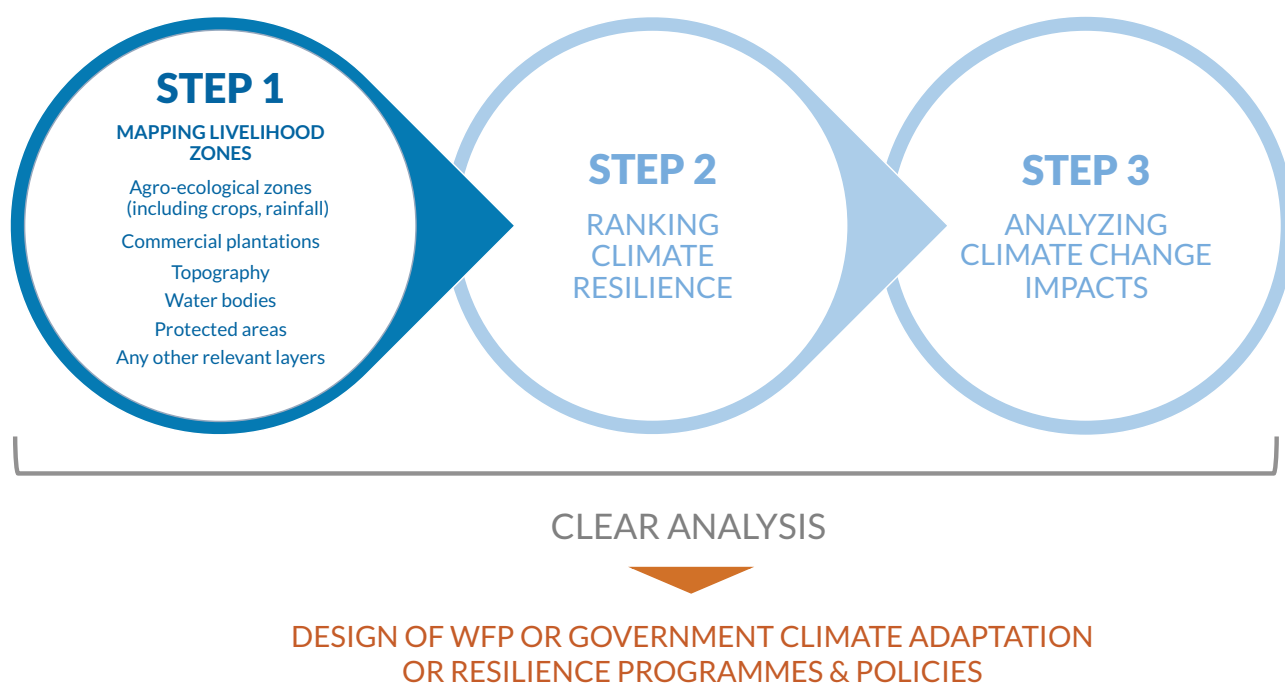 STEP 1
MAPPING LIVELIHOOD
ZONES
Agro-ecological zones
(including crops, rainfall)
Commercial plantations
Topography
Water bodies
Protected areas
Any other relevant layers
STEP 2
RANKING
CLIMATE
RESILIENCE
STEP 3
ANALYZING
CLIMATE CHANGE
IMPACTS
CLEAR ANALYSIS
DESIGN OF WFP OR GOVERNMENT CLIMATE ADAPTATION
OR RESILIENCE PROGRAMMES & POLICIES